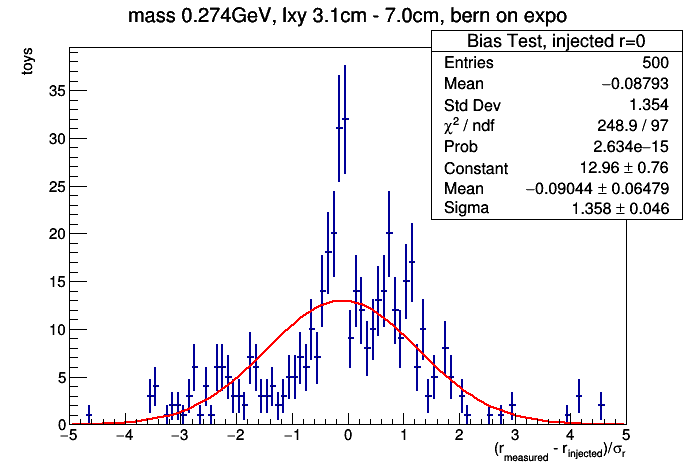 mass 0.274GeV, lxy 3.1cm - 7.0cm, bern on expo
toys
Bias Test, injected r=0
Entries 500
Mean −0.08793
Std Dev 1.354
χ² / ndf 248.9 / 97
Prob 2.634e−15
Constant 12.96 ± 0.76
Mean −0.09044 ± 0.06479
Sigma 1.358 ± 0.046
35
30
25
20
15
10
5
0
−5 −4 −3 −2 −1 0 1 2 3 4 5
(r_measured - r_injected)/σ_r